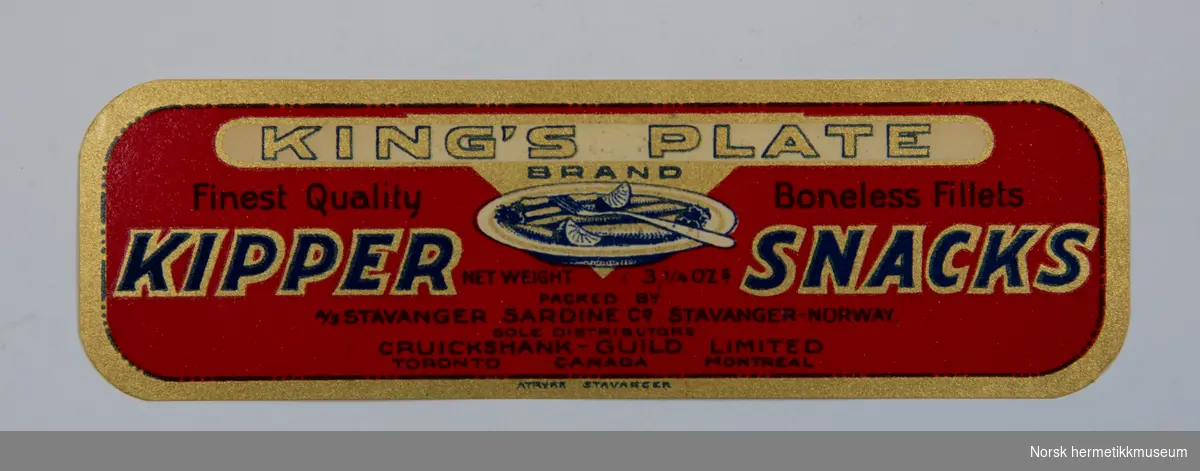 KING'S PLATE
BRAND
Finest Quality Boneless Fillets
KIPPER SNACKS
NET WEIGHT 3 1/4 OZS
PACKED BY
A/S STAVANGER SARDINE CO. STAVANGER-NORWAY.
SOLE DISTRIBUTORS
CRUICKSHANK-GUILD LIMITED
TORONTO CANADA MONTREAL
STAVANGER
Norsk hermetikkmuseum